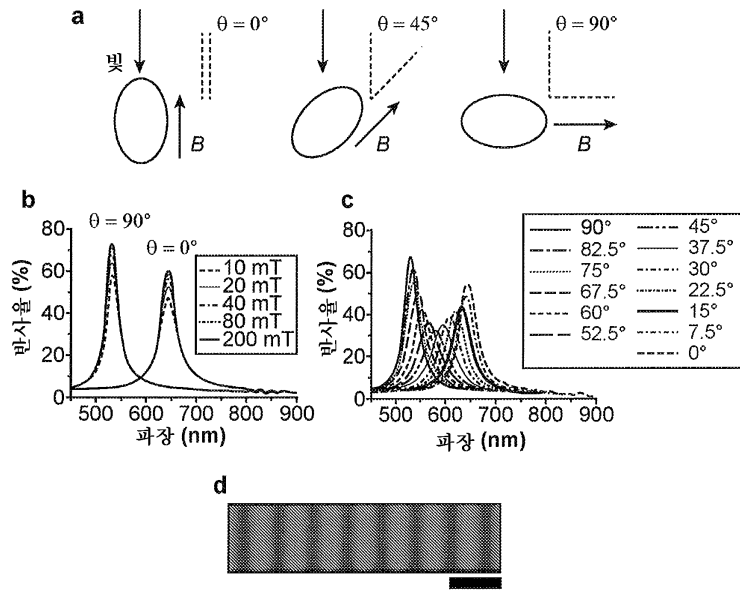 a
θ = 0°
θ = 45°
θ = 90°
빛
B
B
B
b
θ = 90°
θ = 0°
10 mT
20 mT
40 mT
80 mT
200 mT
반사율 (%)
80
60
40
20
0
500 600 700 800 900
파장 (nm)
c
반사율 (%)
80
60
40
20
0
500 600 700 800 900
파장 (nm)
90° 45°
82.5° 37.5°
75° 30°
67.5° 22.5°
60° 15°
52.5° 7.5°
0°
d